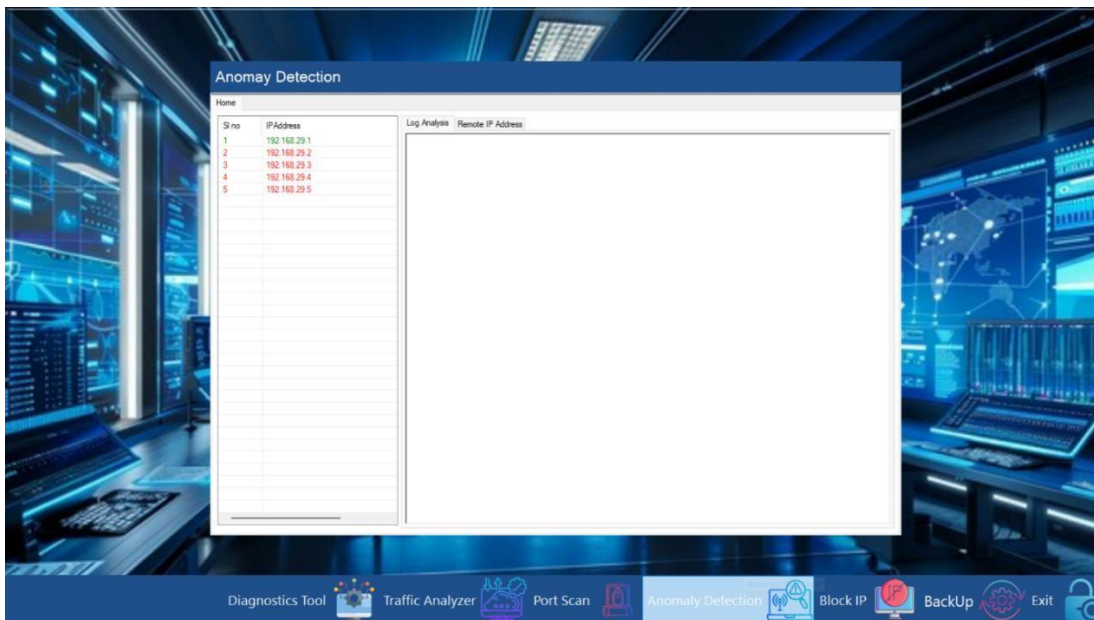 Anomay Detection
Home
Sl no IPAddress
1 192.168.29.1
2 192.168.29.2
3 192.168.29.3
4 192.168.29.4
5 192.168.29.5
Log Analysis Remote IP Address
Diagnostics Tool Traffic Analyzer Port Scan Anomaly Detection Block IP BackUp Exit